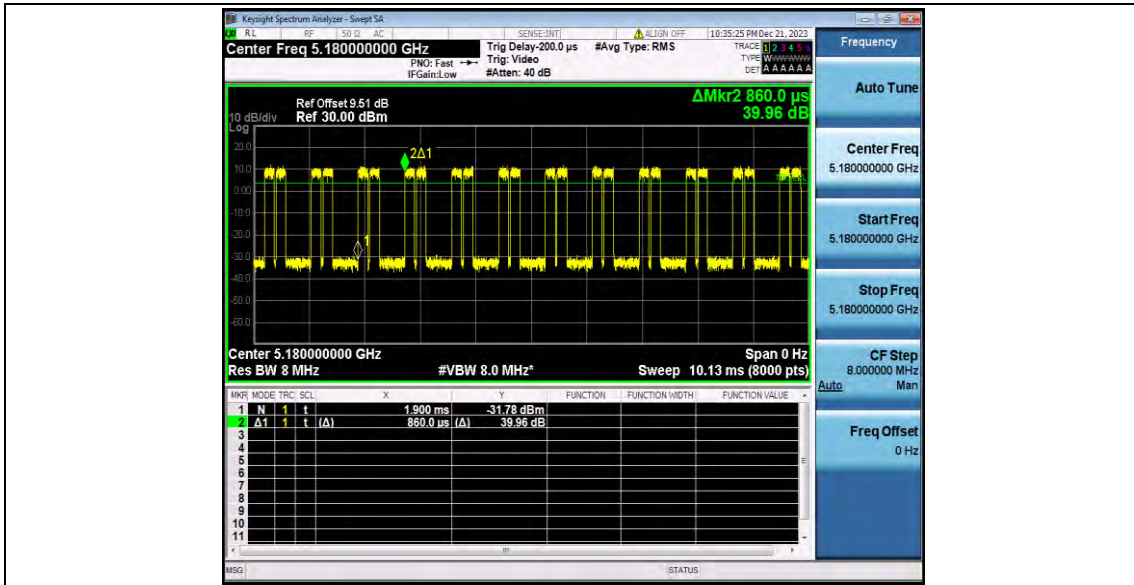 Keysight Spectrum Analyzer - Swept SA
RL RF 50 Ω AC SENSE:INT ALIGN OFF 10:35:25 PM Dec 21, 2023
Center Freq 5.180000000 GHz
PNO: Fast
IFGain:Low
Trig Delay-200.0 µs
Trig: Video
#Atten: 40 dB
#Avg Type: RMS
TRACE 1 2 3 4 5 6
TYPE WWWWWW
DET A A A A A A
ΔMkr2 860.0 µs
39.96 dB
Ref Offset 9.51 dB
10 dB/div Ref 30.00 dBm
Log
20.0
10.0
0.00
-10.0
-20.0
-30.0
-40.0
-50.0
-60.0
2Δ1
1
Center 5.180000000 GHz Span 0 Hz
Res BW 8 MHz #VBW 8.0 MHz* Sweep 10.13 ms (8000 pts)
MKR MODE TRC SCL X Y FUNCTION FUNCTION WIDTH FUNCTION VALUE
1 N 1 t 1.900 ms -31.78 dBm
2 Δ1 1 t (Δ) 860.0 µs (Δ) 39.96 dB
3
4
5
6
7
8
9
10
11
MSG STATUS
Frequency
Auto Tune
Center Freq
5.180000000 GHz
Start Freq
5.180000000 GHz
Stop Freq
5.180000000 GHz
CF Step
8.000000 MHz
Auto Man
Freq Offset
0 Hz